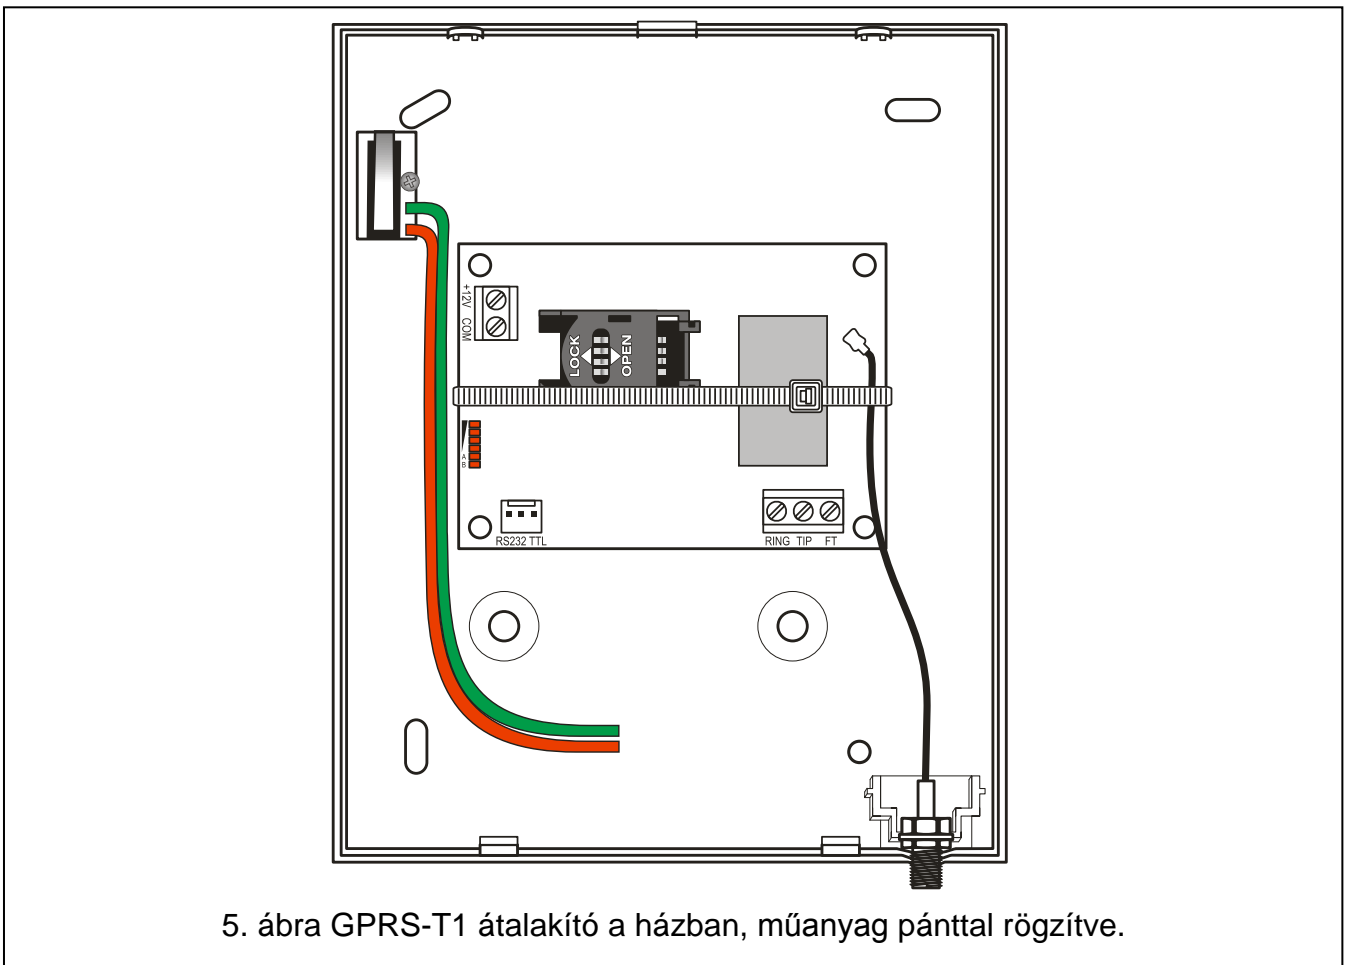 +12V COM
LOCK
OPEN
A
B
RS232 TTL
RING TIP FT
5. ábra GPRS-T1 átalakító a házban, műanyag pánttal rögzítve.